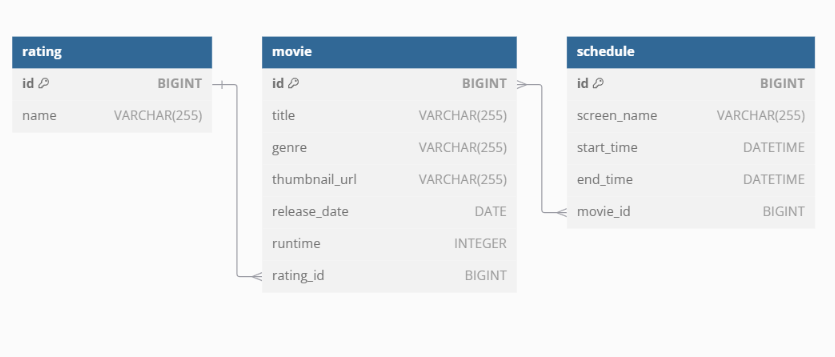 rating
id BIGINT
name VARCHAR(255)
movie
id BIGINT
title VARCHAR(255)
genre VARCHAR(255)
thumbnail_url VARCHAR(255)
release_date DATE
runtime INTEGER
rating_id BIGINT
schedule
id BIGINT
screen_name VARCHAR(255)
start_time DATETIME
end_time DATETIME
movie_id BIGINT